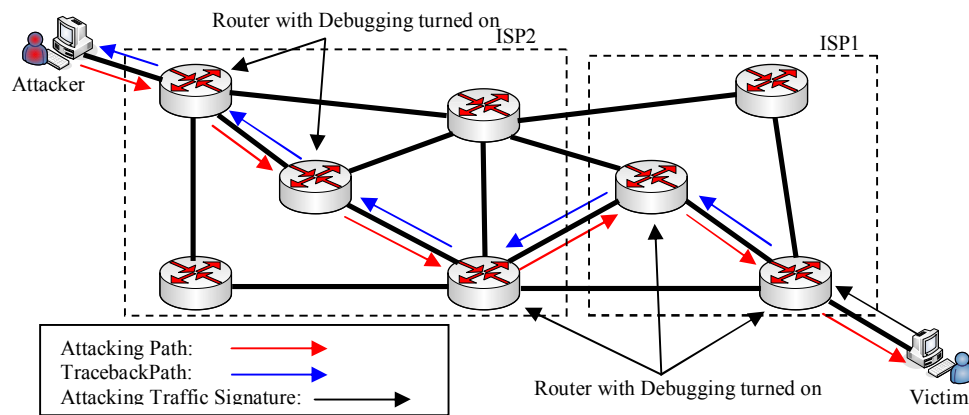 Router with Debugging turned on
ISP2
ISP1
Attacker
Attacking Path:
TracebackPath:
Attacking Traffic Signature:
Router with Debugging turned on
Victim